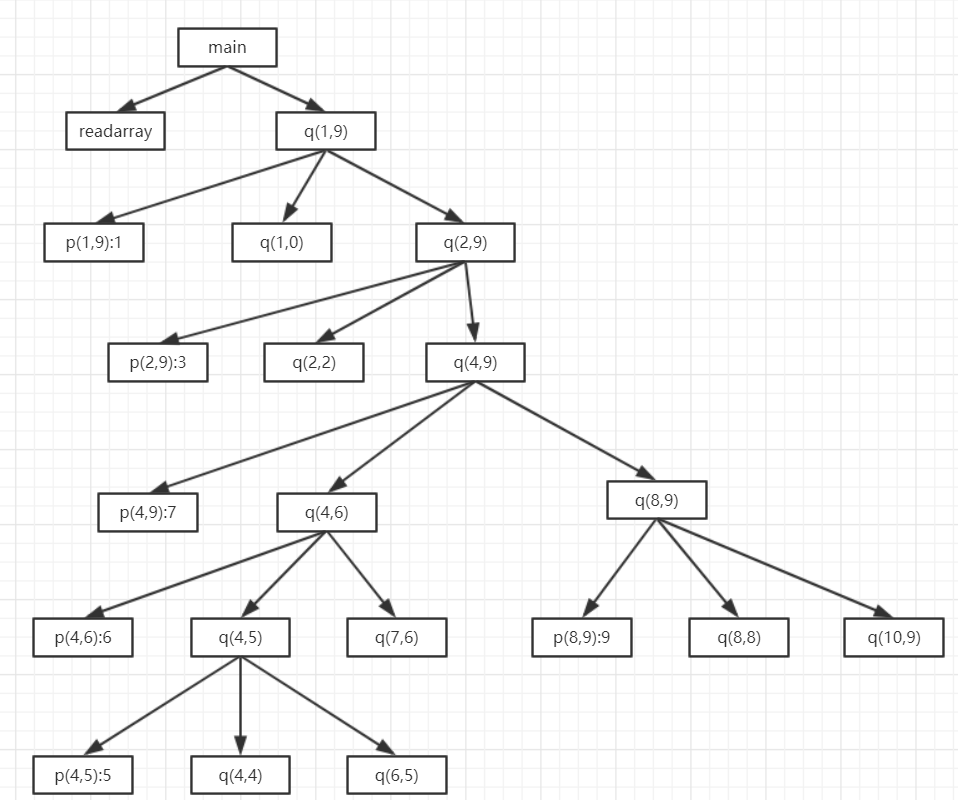 main
readarray
q(1,9)
p(1,9):1
q(1,0)
q(2,9)
p(2,9):3
q(2,2)
q(4,9)
p(4,9):7
q(4,6)
q(8,9)
p(4,6):6
q(4,5)
q(7,6)
p(8,9):9
q(8,8)
q(10,9)
p(4,5):5
q(4,4)
q(6,5)